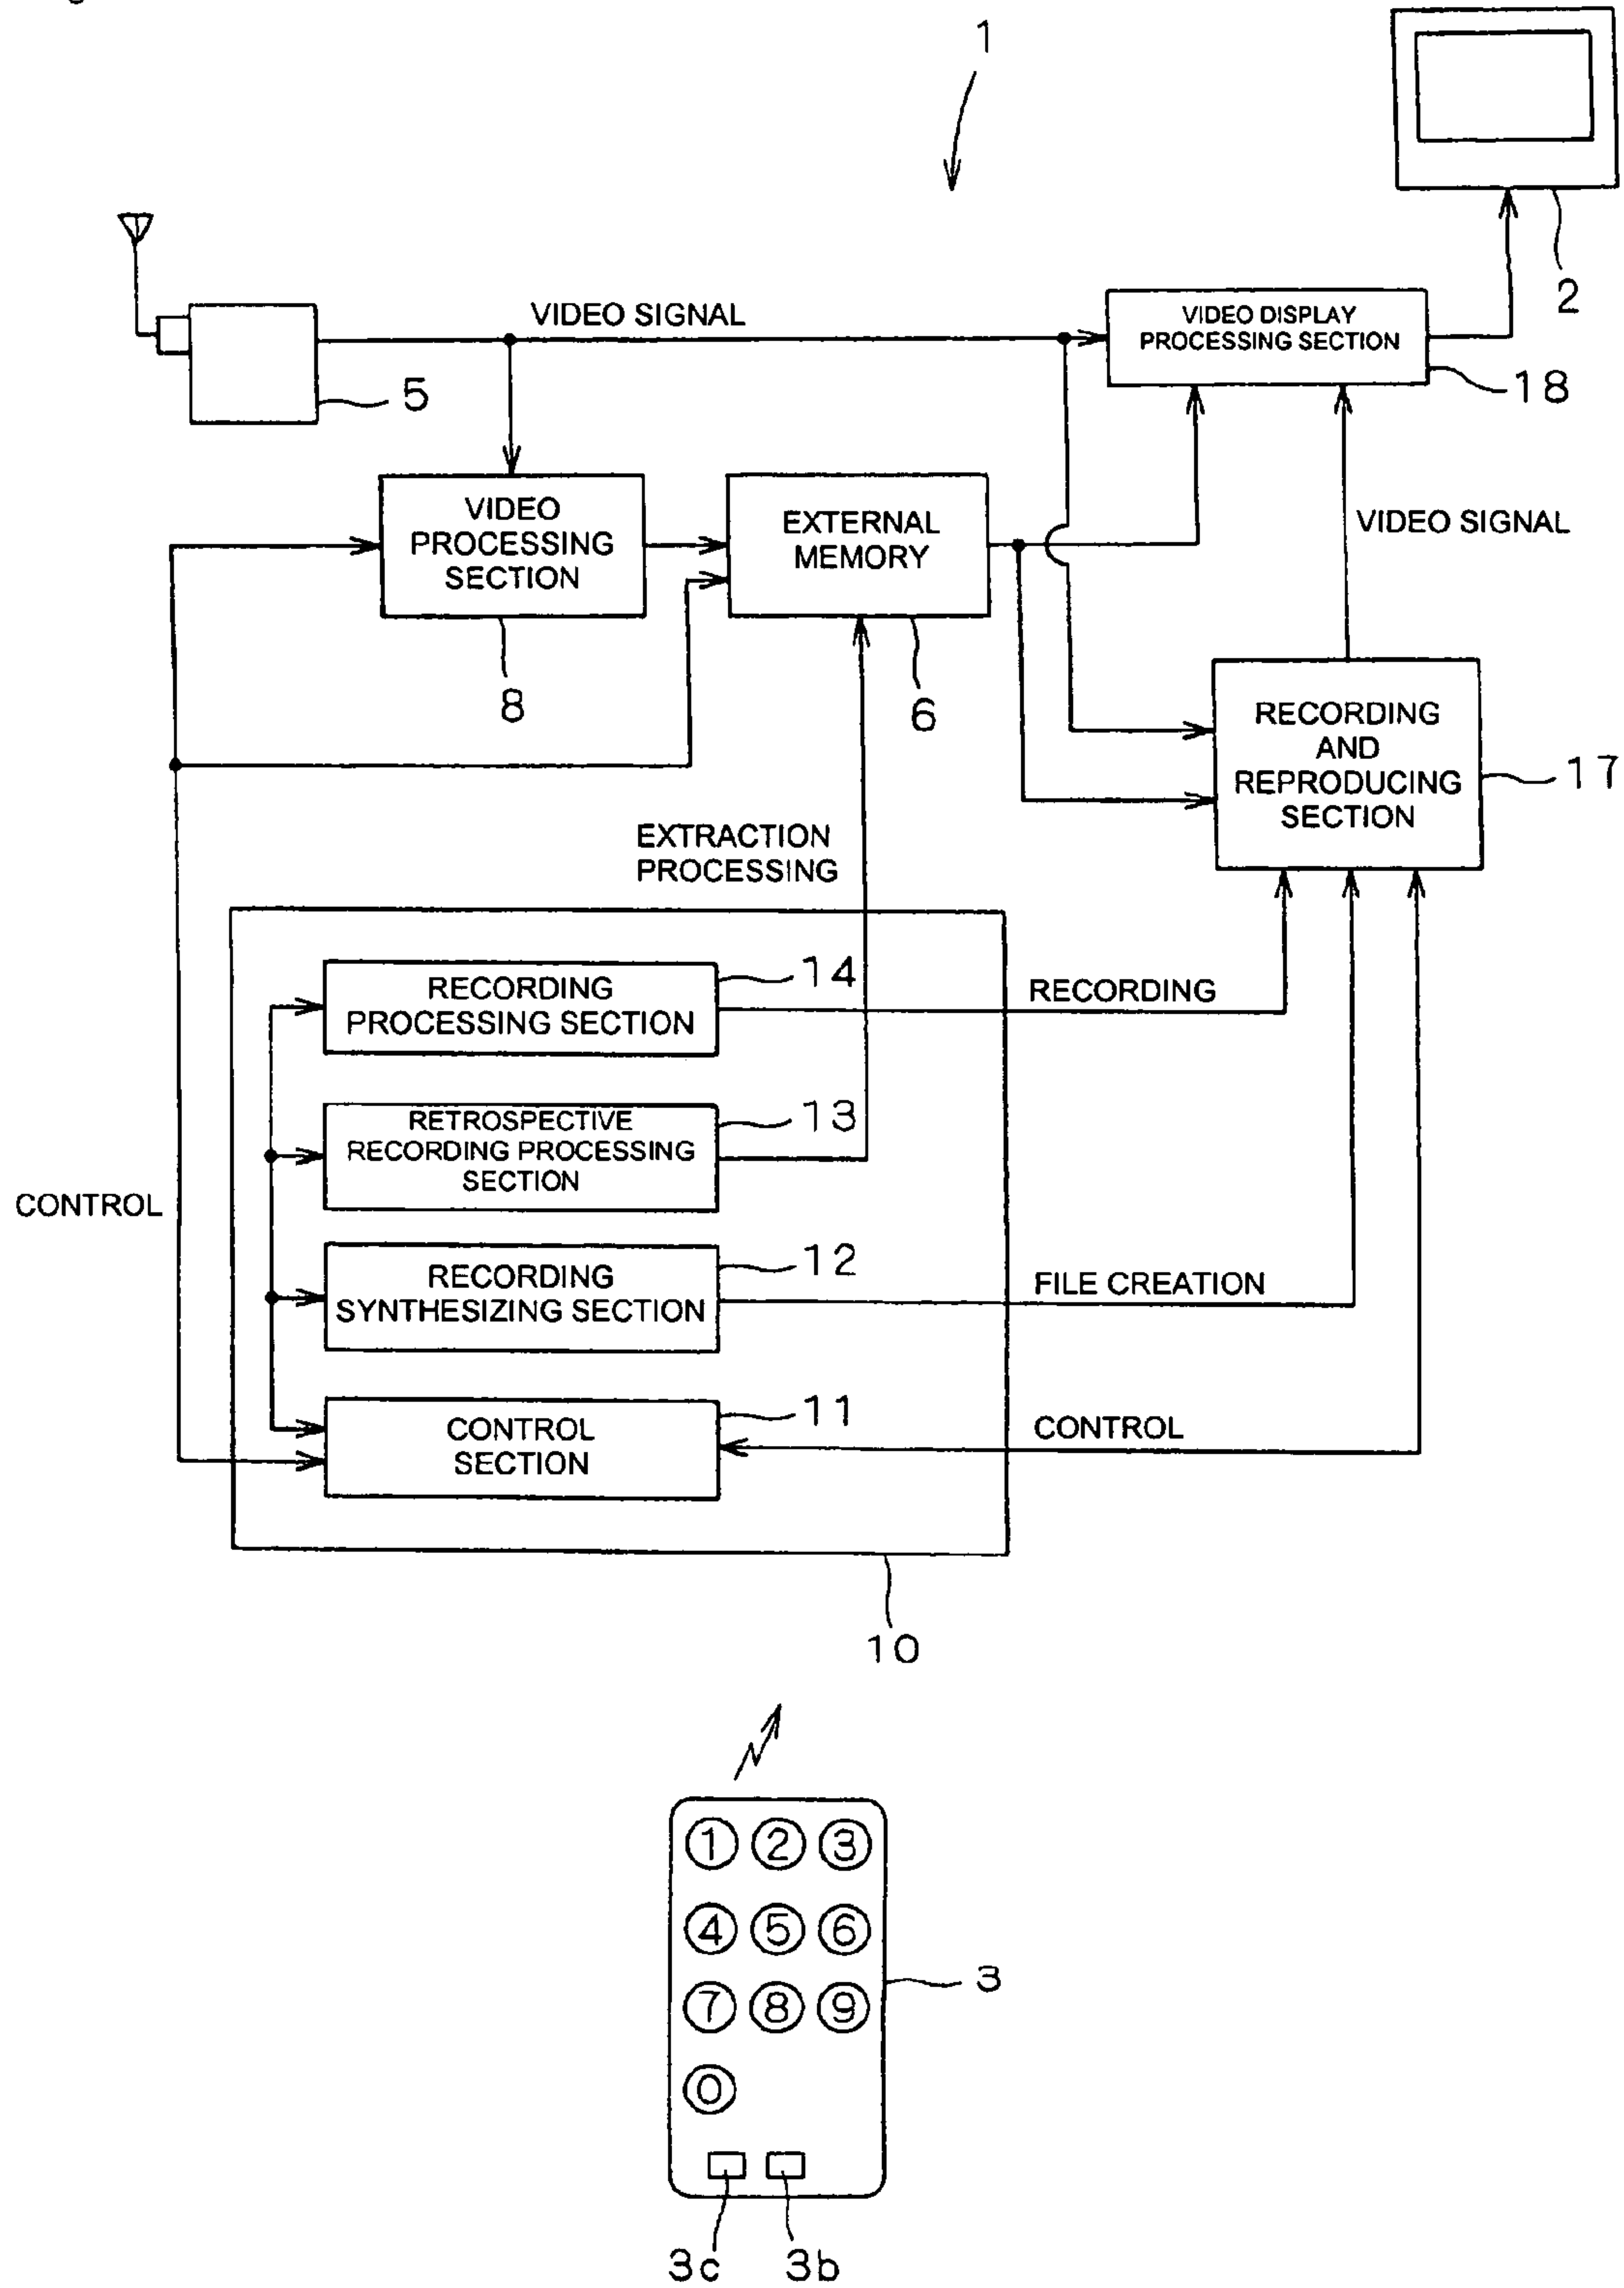 1
2
VIDEO SIGNAL
VIDEO DISPLAY
PROCESSING SECTION
18
5
VIDEO
PROCESSING
SECTION
8
EXTERNAL
MEMORY
6
VIDEO SIGNAL
RECORDING
AND
REPRODUCING
SECTION
17
EXTRACTION
PROCESSING
RECORDING
PROCESSING SECTION
14
RECORDING
RETROSPECTIVE
RECORDING PROCESSING
SECTION
13
CONTROL
RECORDING
SYNTHESIZING SECTION
12
FILE CREATION
CONTROL
SECTION
11
CONTROL
10
1 2 3
4 5 6
7 8 9
0
3
3c 3b